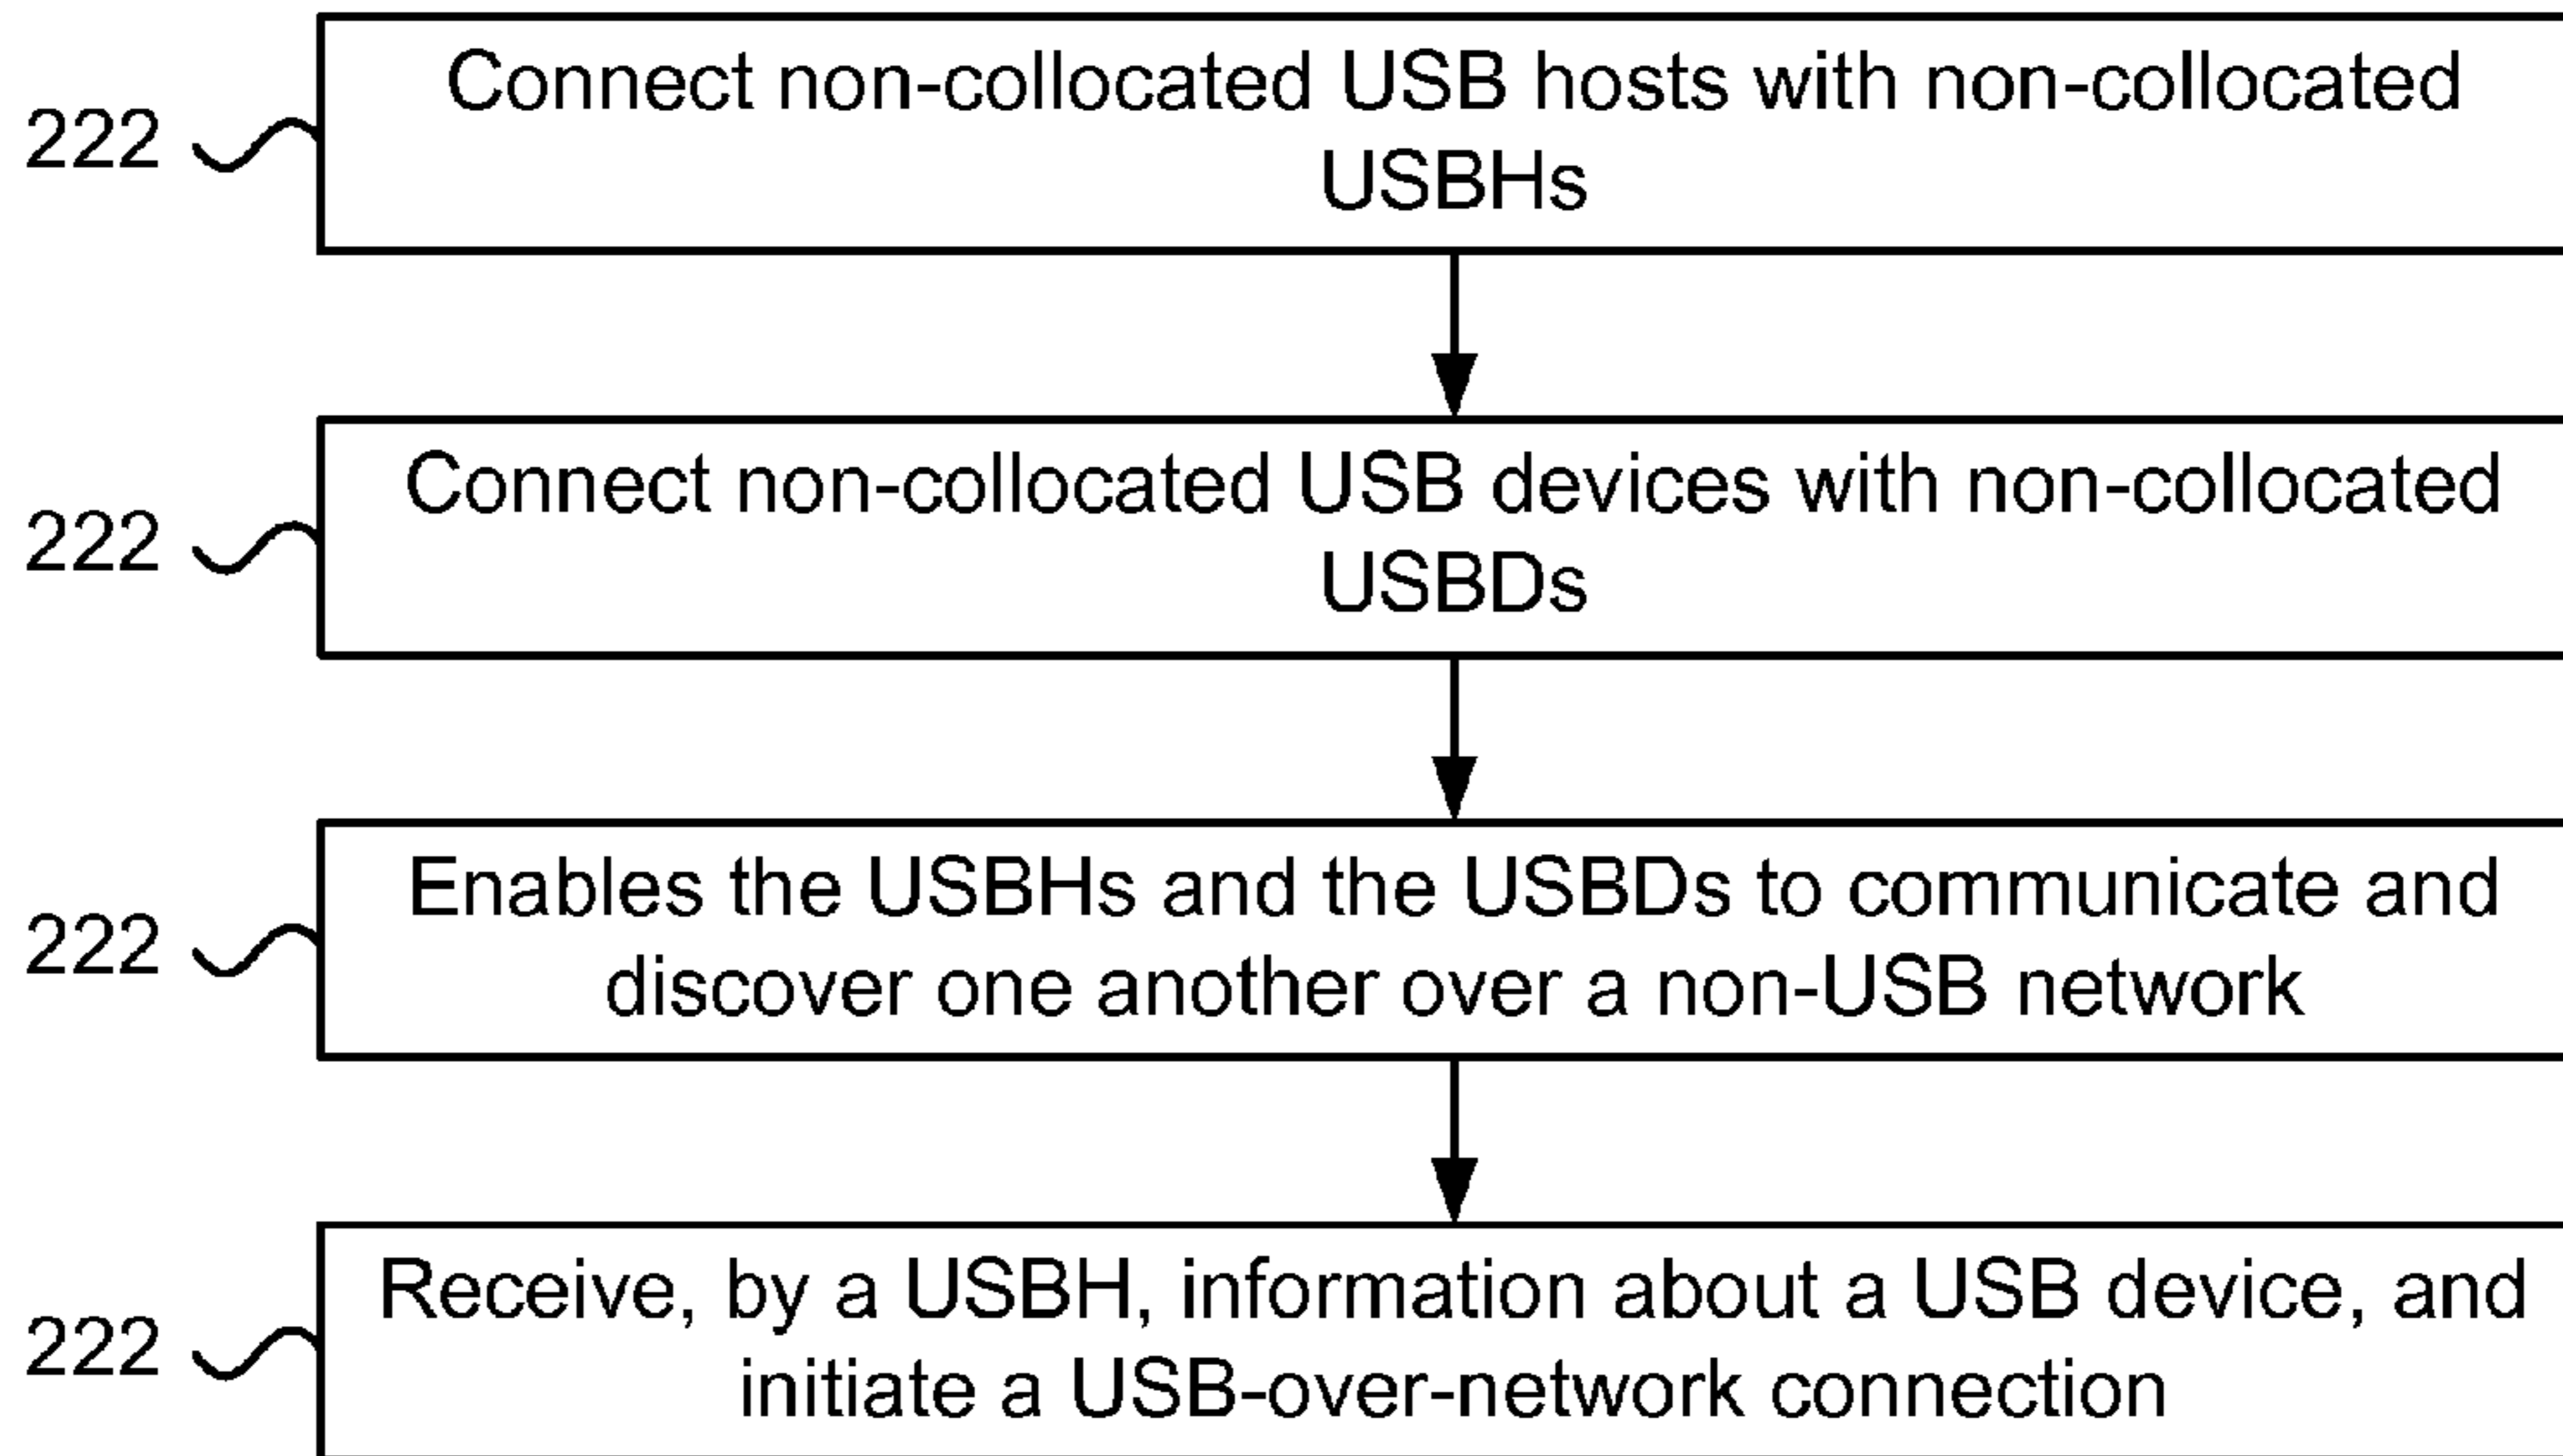 Connect non-collocated USB hosts with non-collocated
222
USBHs
Connect non-collocated USB devices with non-collocated
222
USBDs
Enables the USBHs and the USBDs to communicate and
222
discover one another over a non-USB network
Receive, by a USBH, information about a USB device, and
222
initiate a USB-over-network connection